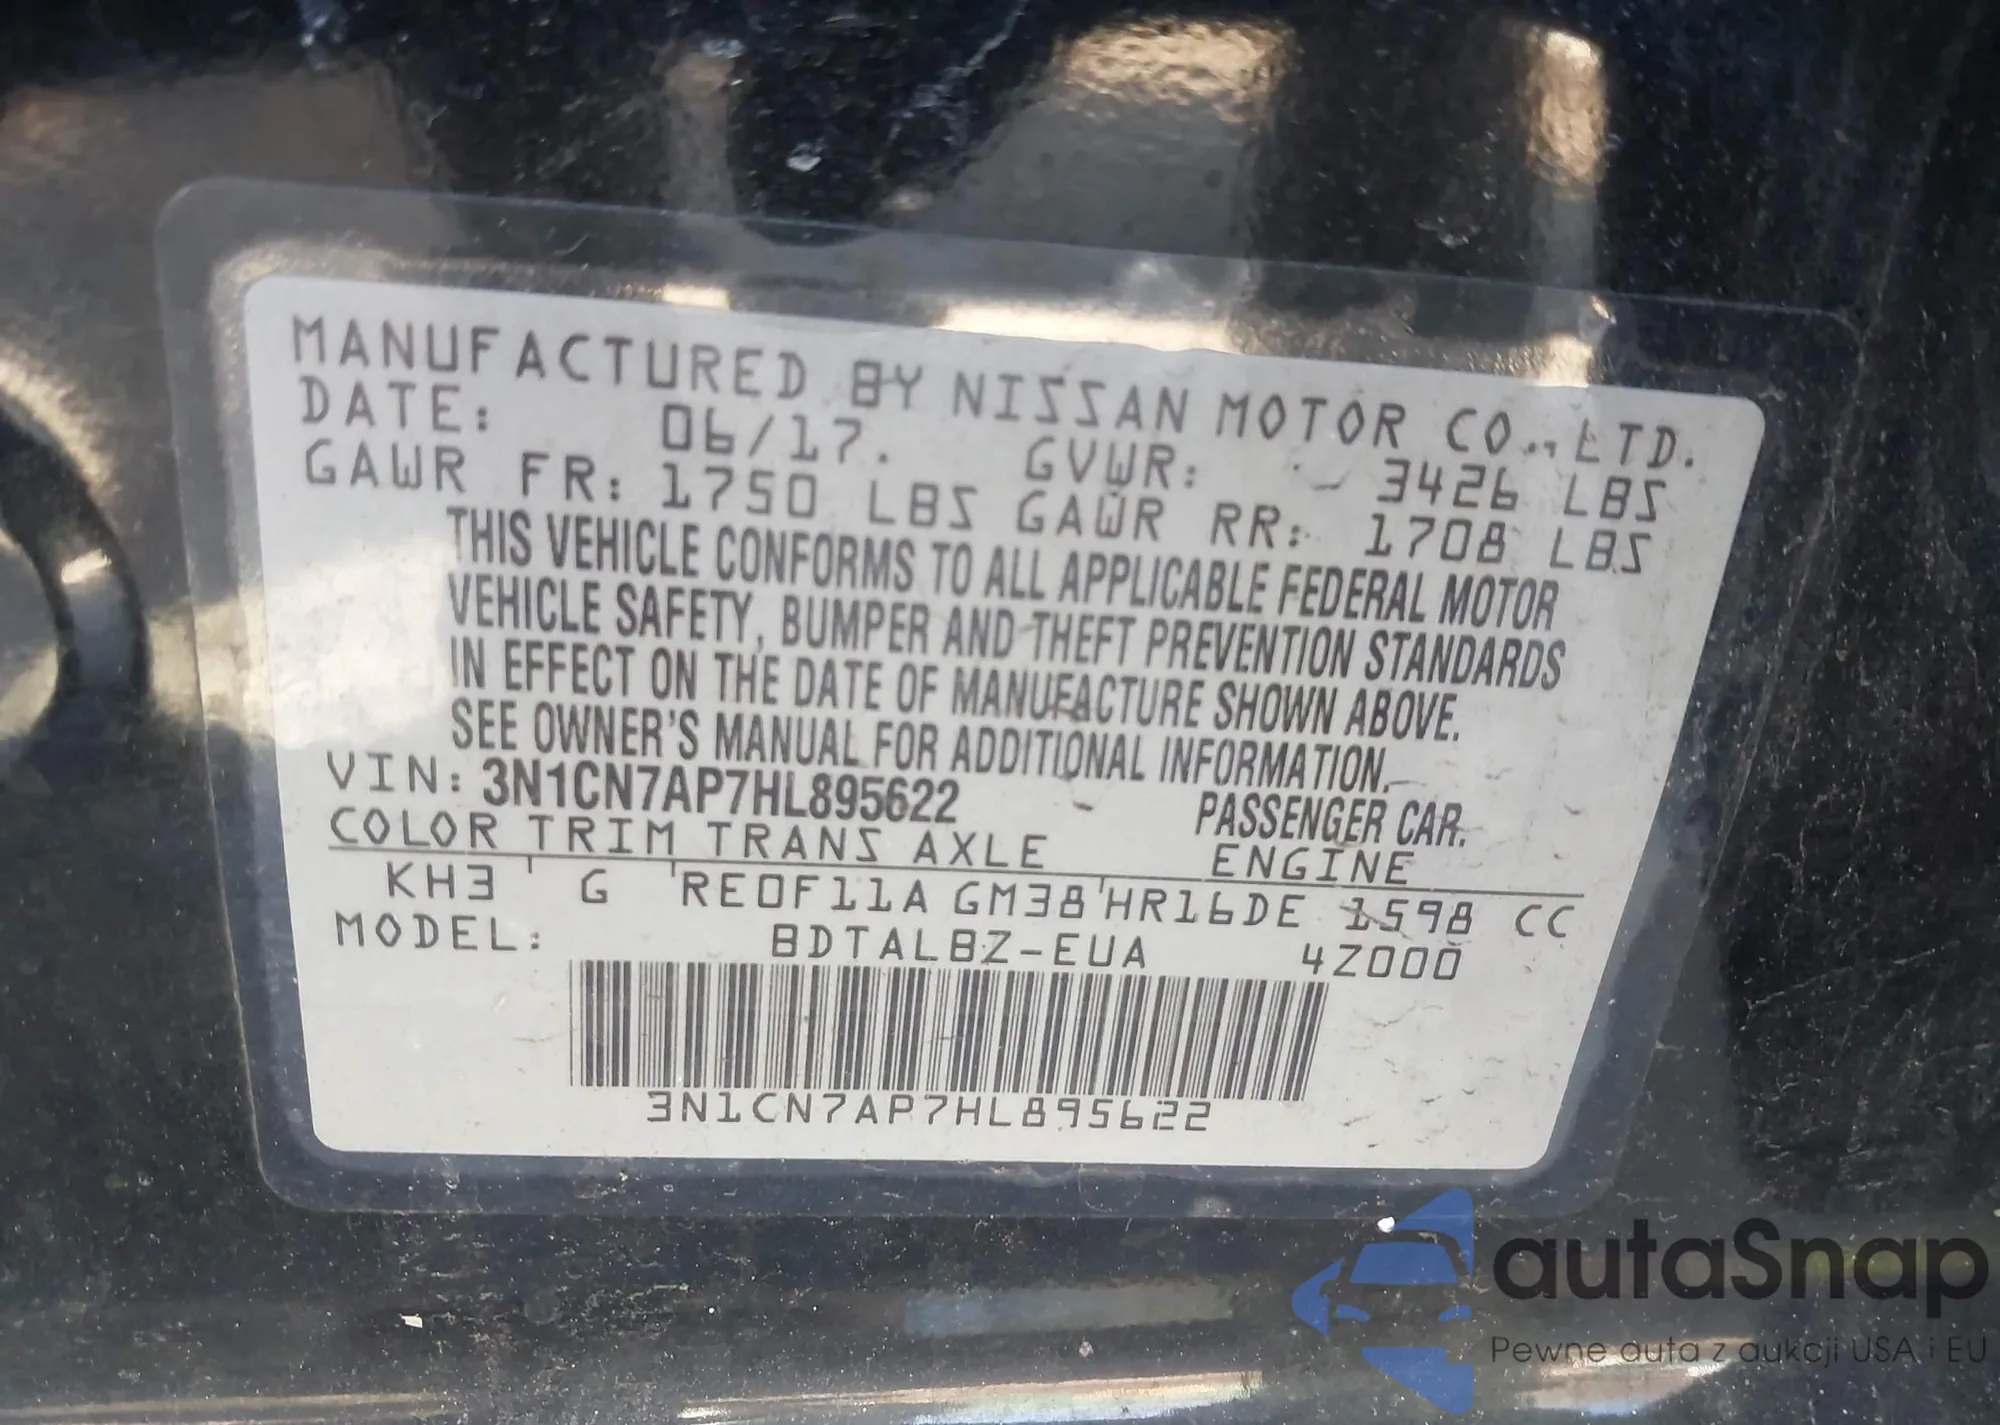 MANUFACTURED BY NISSAN MOTOR CO., LTD.
DATE: 06/17. GVWR: 3426 LBS
GAWR FR: 1750 LBS GAWR RR: 1708 LBS
THIS VEHICLE CONFORMS TO ALL APPLICABLE FEDERAL MOTOR
VEHICLE SAFETY, BUMPER AND THEFT PREVENTION STANDARDS
IN EFFECT ON THE DATE OF MANUFACTURE SHOWN ABOVE.
SEE OWNER'S MANUAL FOR ADDITIONAL INFORMATION.
VIN: 3N1CN7AP7HL895622 PASSENGER CAR.
COLOR TRIM TRANS AXLE ENGINE
KH3 G RE0F11A GM38 HR16DE 1598 CC
MODEL: BDTALBZ-EUA 4Z000
3N1CN7AP7HL895622
autaSnap
Pewne auta z aukcji USA i EU